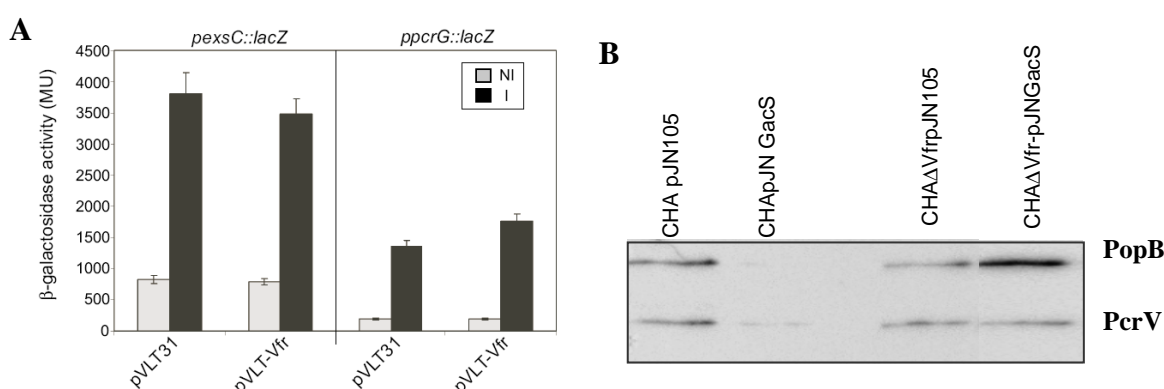 A
pexsC::lacZ
ppcrG::lacZ
β-galactosidase activity (MU)
4500
4000
3500
3000
2500
2000
1500
1000
500
0
NI
I
pVLT31
pVLT-Vfr
pVLT31
pVLT-Vfr
B
CHA pJN105
CHApJN GacS
CHAΔVfrpJN105
CHAΔVfr-pJNGacS
PopB
PcrV